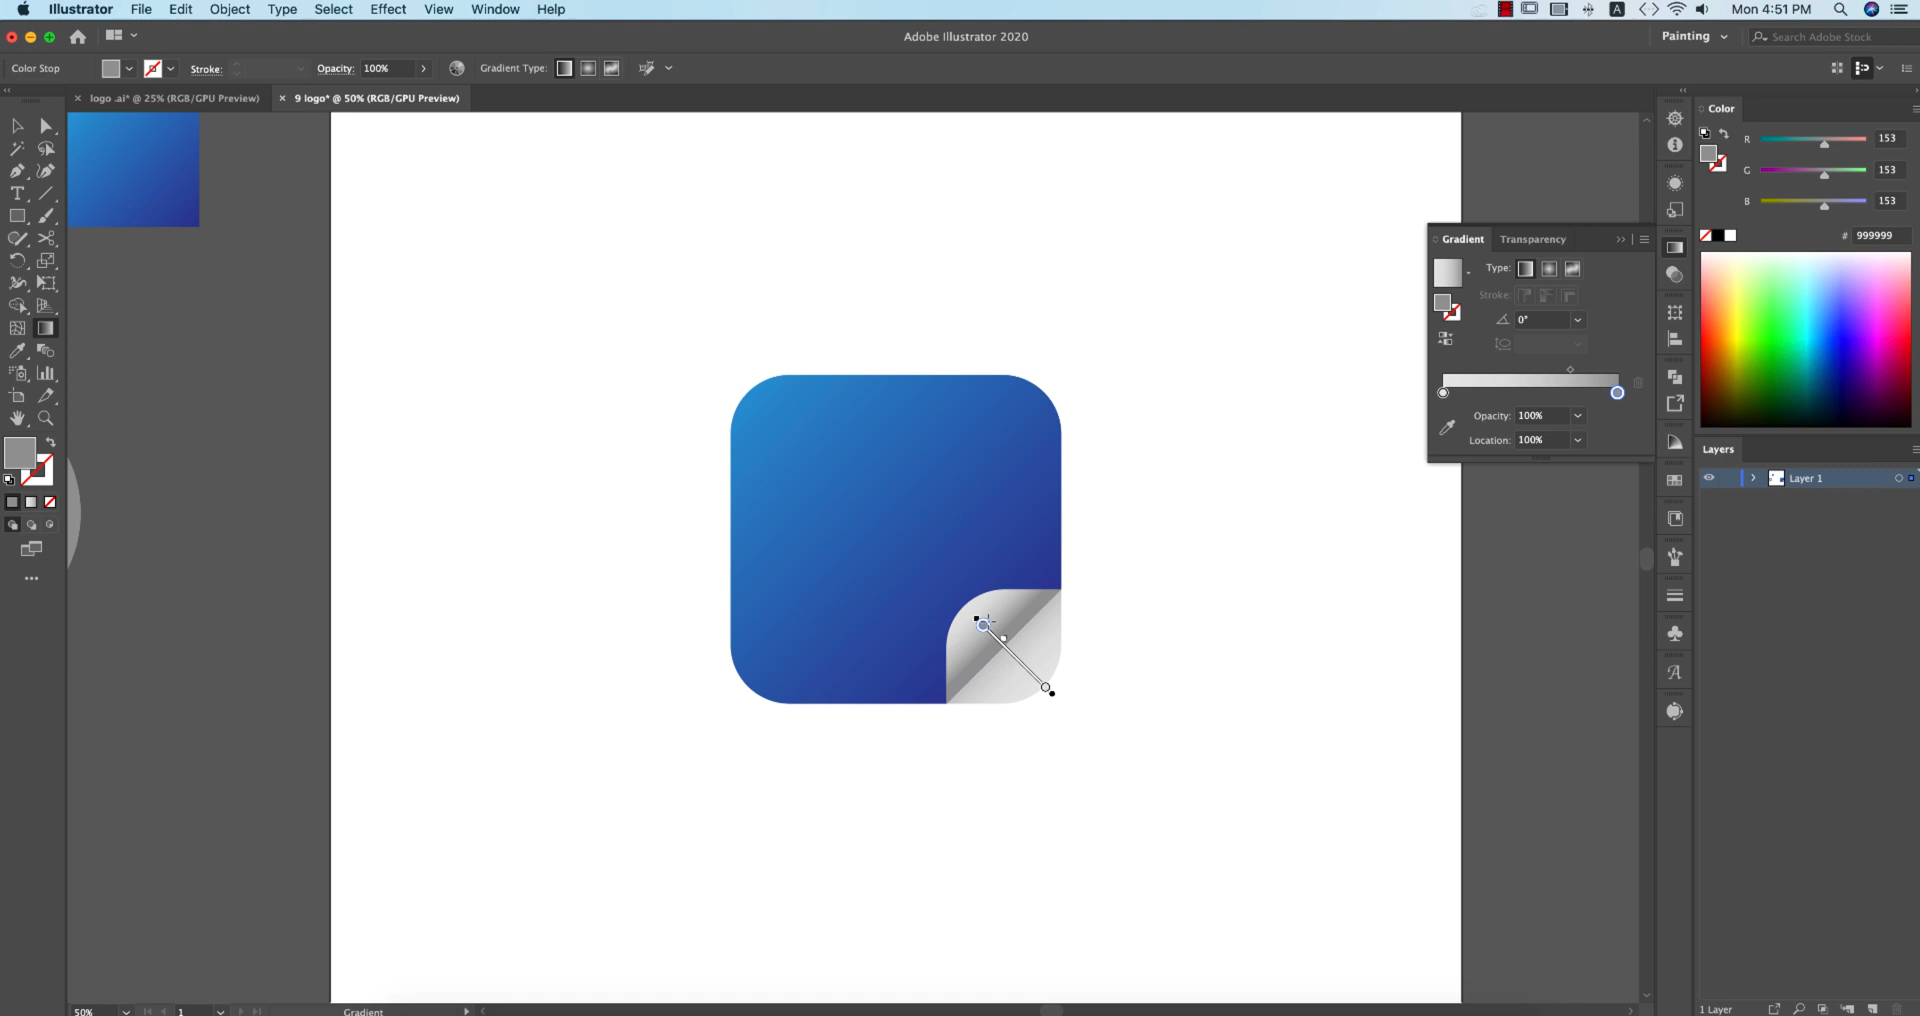 Illustrator File Edit Object Type Select Effect View Window Help
A
Mon 4:51 PM
Adobe Illustrator 2020
Painting
Search Adobe Stock
Color Stop
Stroke:
Opacity: 100%
Gradient Type:
× logo .ai* @ 25% (RGB/GPU Preview)
× 9 logo* @ 50% (RGB/GPU Preview)
Color
R 153
G 153
B 153
# 999999
Gradient Transparency
Type:
Stroke:
0°
Opacity: 100%
Location: 100%
Layers
Layer 1
50%
1
Gradient
1 Layer